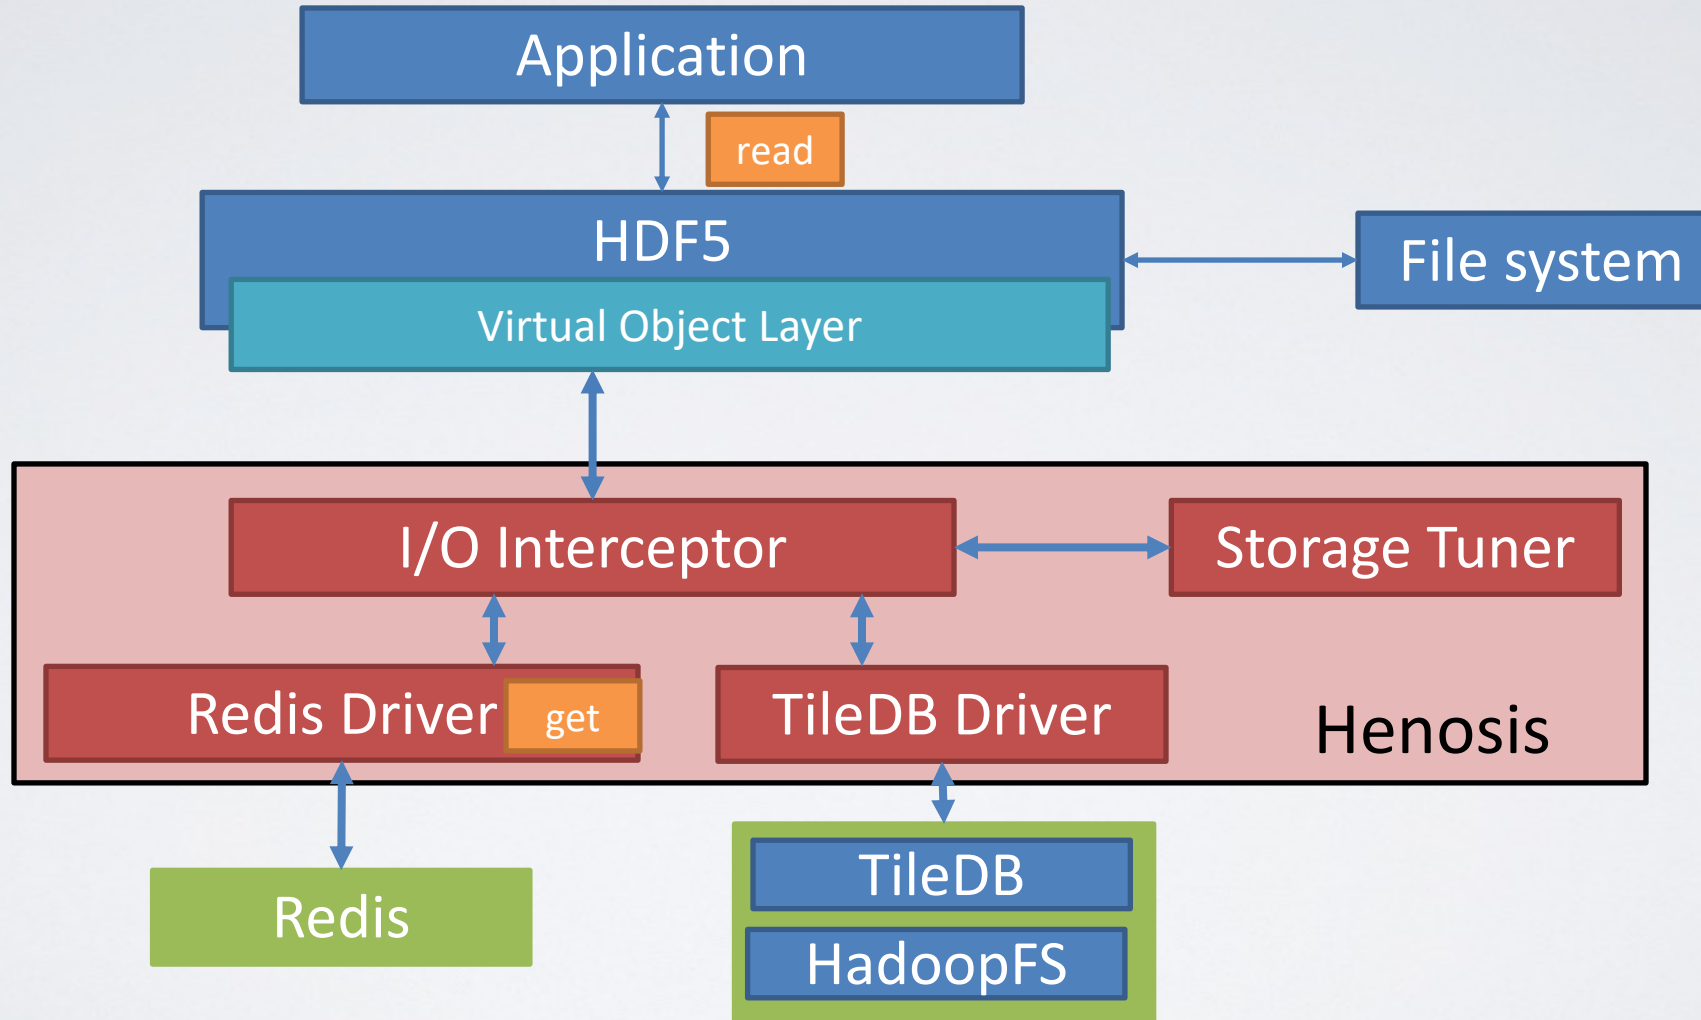 Application
read
HDF5
File system
Virtual Object Layer
I/O Interceptor
Storage Tuner
Redis Driver
get
TileDB Driver
Henosis
TileDB
Redis
HadoopFS